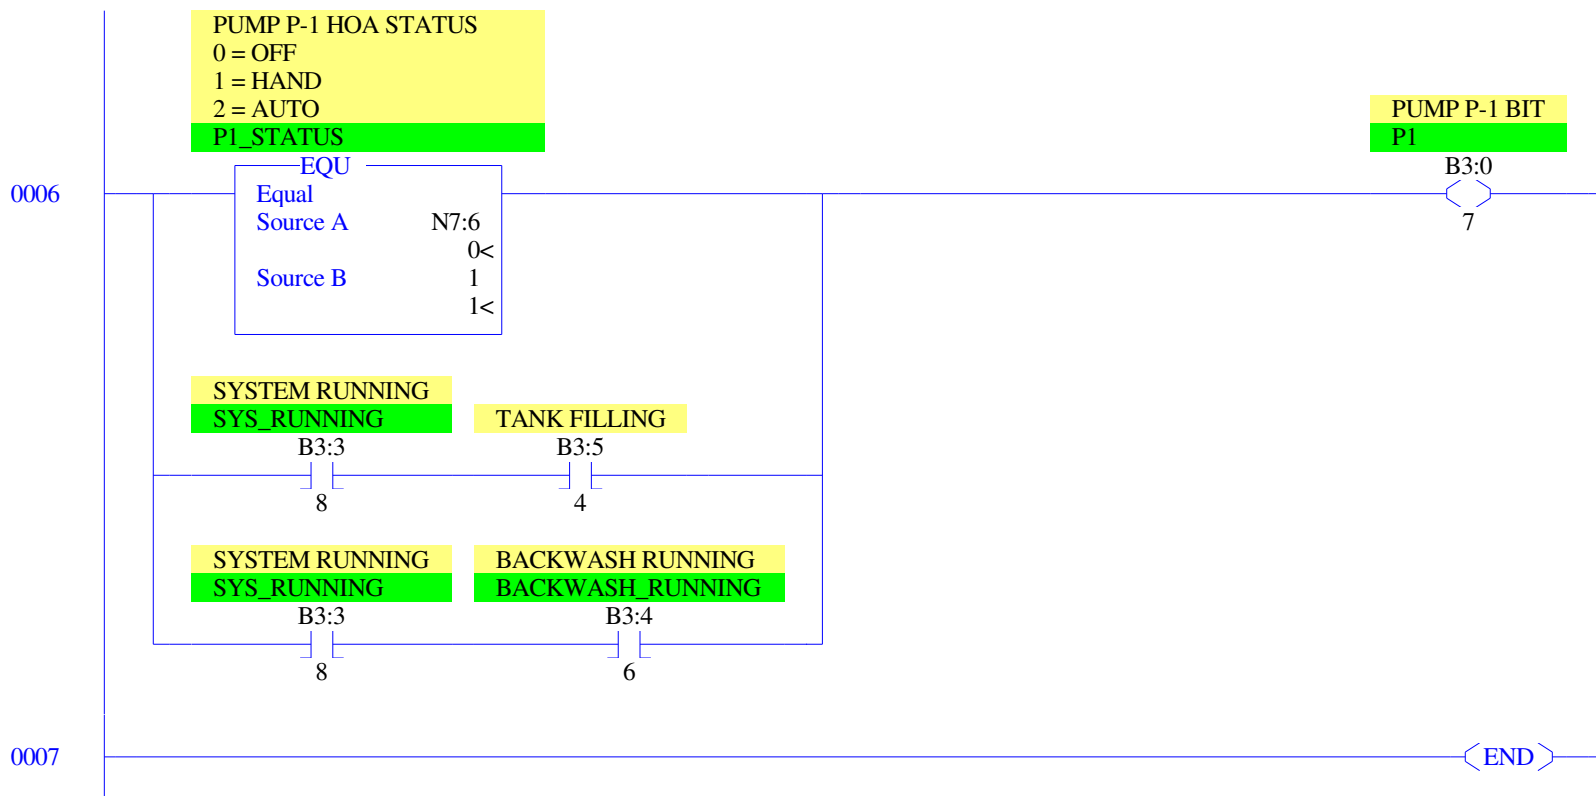 PUMP P-1 HOA STATUS
0 = OFF
1 = HAND
2 = AUTO
P1_STATUS
PUMP P-1 BIT
P1
EQU
B3:0
0006
Equal
Source A N7:6
7
0<
Source B 1
1<
SYSTEM RUNNING
SYS_RUNNING TANK FILLING
B3:3 B3:5
8 4
SYSTEM RUNNING BACKWASH RUNNING
SYS_RUNNING BACKWASH_RUNNING
B3:3 B3:4
8 6
0007 END